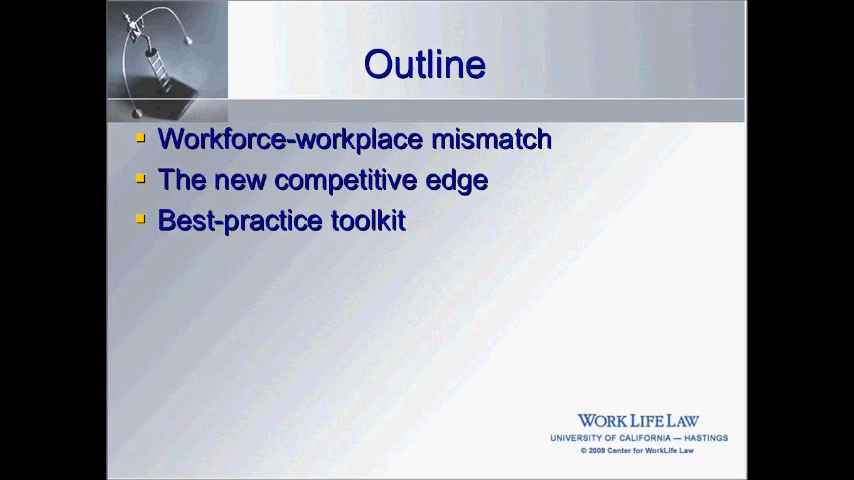 Outline
Workforce-workplace mismatch
The new competitive edge
Best-practice toolkit
WORK LIFE LAW
UNIVERSITY OF CALIFORNIA — HASTINGS
© 2009 Center for WorkLife Law